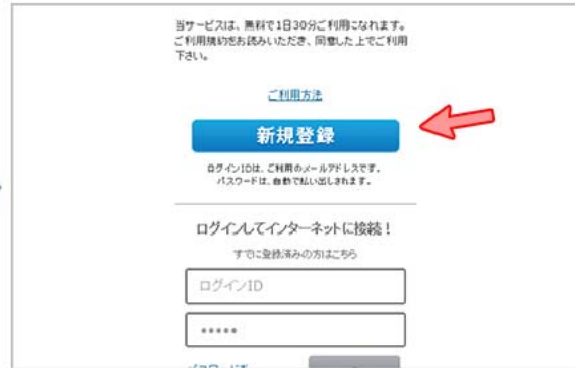 当サービスは、無料で1日30分ご利用になれます。
ご利用規約をお読みいただき、同意した上でご利用
下さい。
ご利用方法
新規登録
ログインIDは、ご利用のメールアドレスです。
パスワードは、自動で払い出しされます。
ログインしてインターネットに接続！
すでに登録済みの方はこちら
ログインID
*****